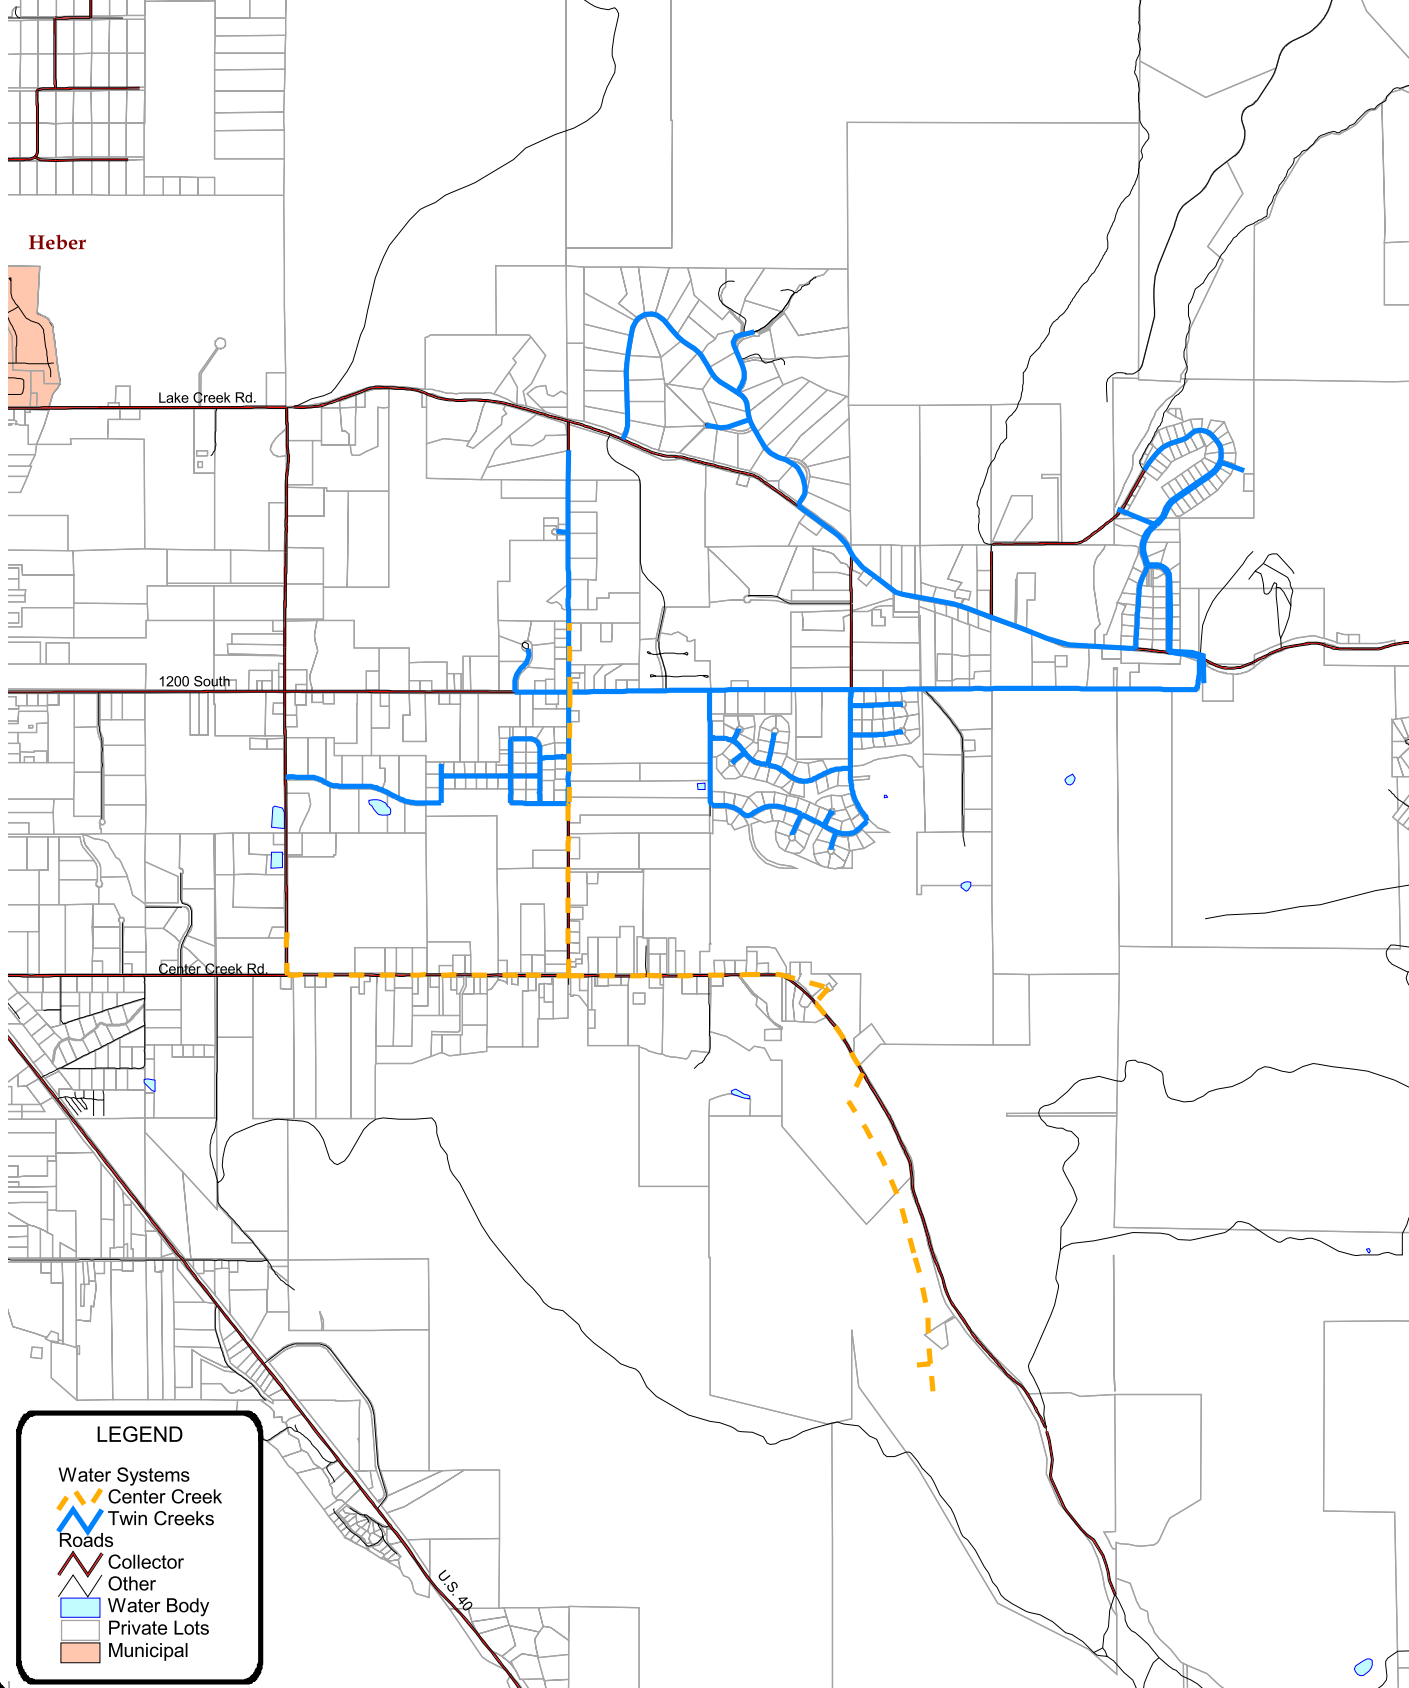 Heber
Lake Creek Rd.
1200 South
Center Creek Rd.
U.S. 40
LEGEND
Water Systems
Center Creek
Twin Creeks
Roads
Collector
Other
Water Body
Private Lots
Municipal